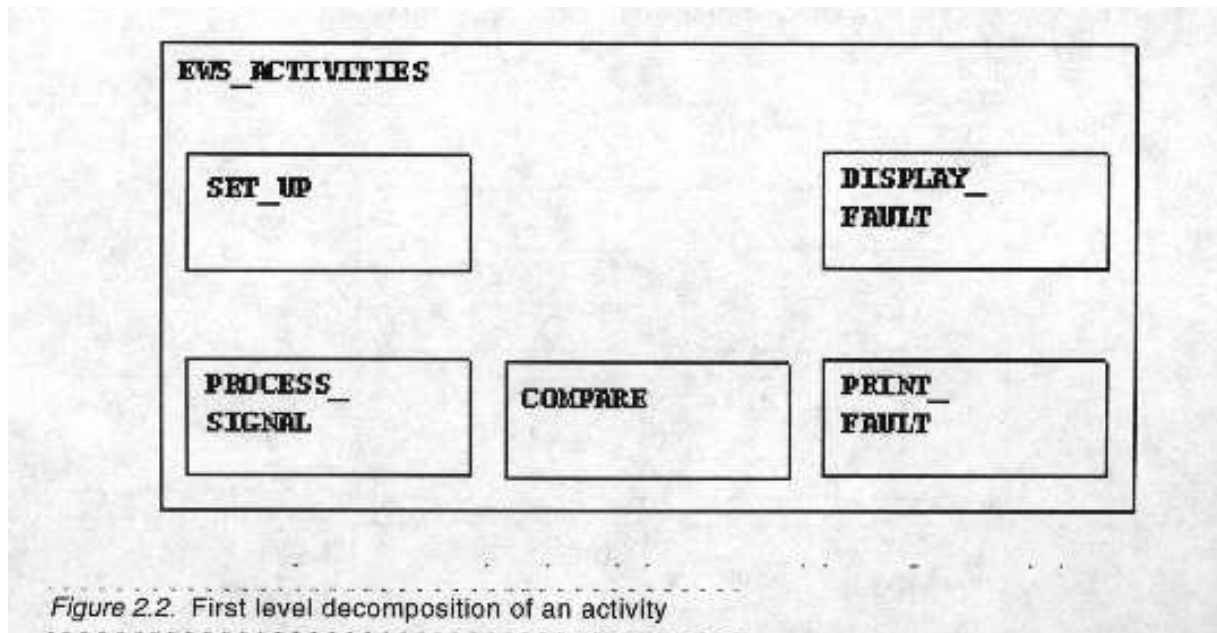 EWS_ACTIVITIES
SET_UP
DISPLAY_
FAULT
PROCESS_
SIGNAL
COMPARE
PRINT_
FAULT
Figure 2.2. First level decomposition of an activity